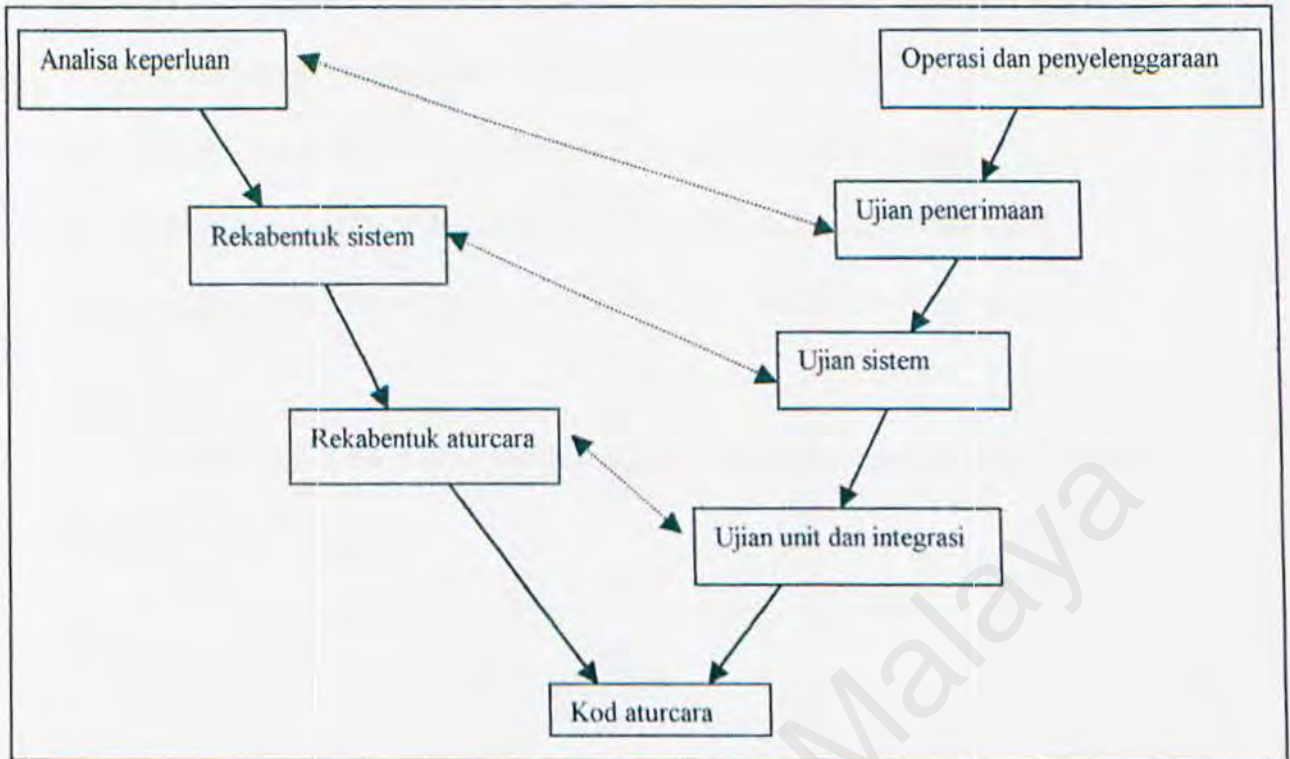 Analisa keperluan
Operasi dan penyelenggaraan
Ujian penerimaan
Rekabentuk sistem
Ujian sistem
Rekabentuk aturcara
Ujian unit dan integrasi
Kod aturcara
Malaya